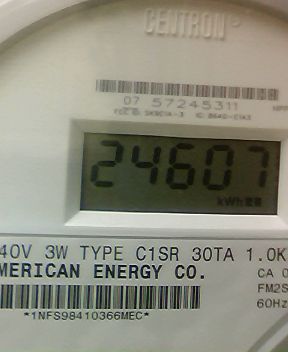 CENTRON®
07 57245311
24607
kWh
40V 3W TYPE C1SR 30TA 1.0K
MERICAN ENERGY CO.
CA 0
FM2S
60Hz
*1NFS98410366MEC*